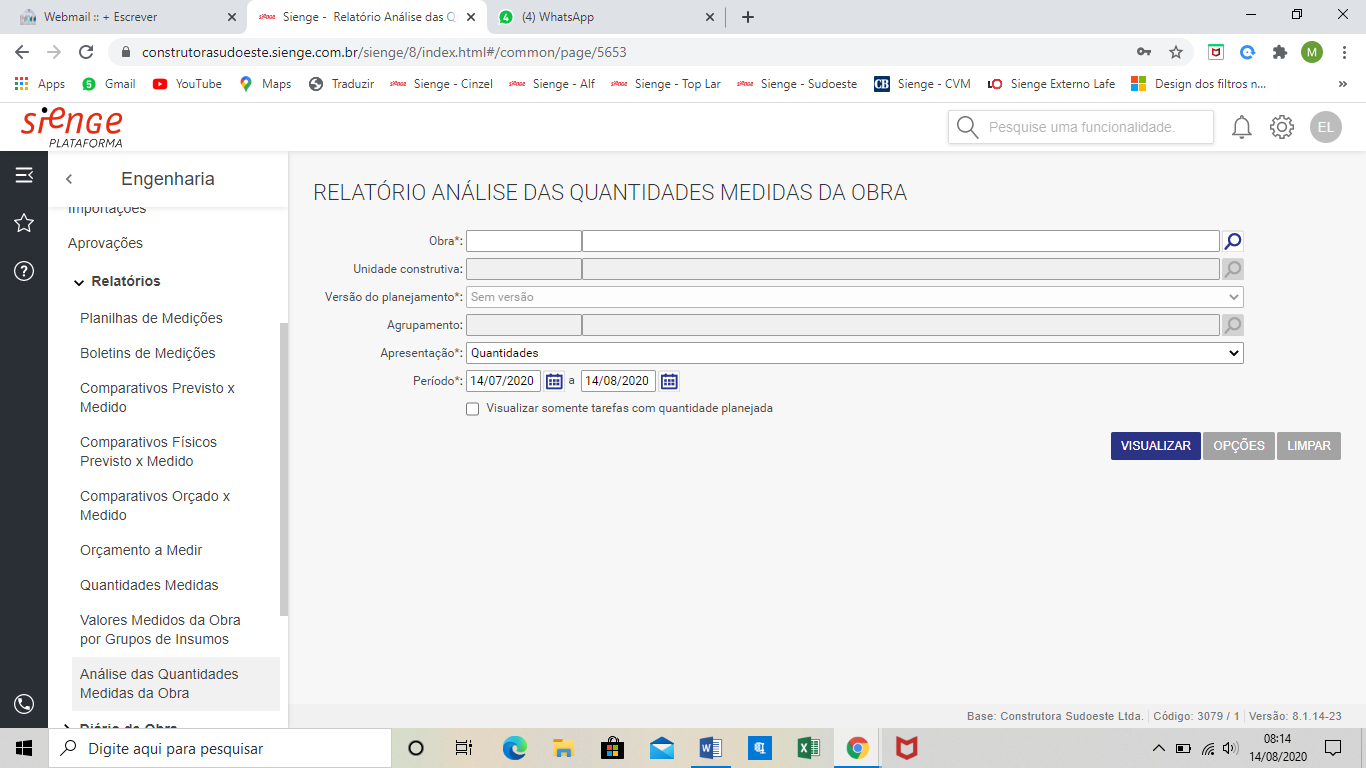 Webmail :: + Escrever
Sienge - Relatório Análise das Q
(4) WhatsApp
construtorasudoeste.sienge.com.br/sienge/8/index.html#/common/page/5653
M
Apps
Gmail
YouTube
Maps
Traduzir
Sienge - Cinzel
Sienge - Alf
Sienge - Top Lar
Sienge - Sudoeste
Sienge - CVM
Sienge Externo Lafe
Design dos filtros n...
»
sienge
PLATAFORMA
Pesquise uma funcionalidade.
EL
Engenharia
Importações
Aprovações
Relatórios
Planilhas de Medições
Boletins de Medições
Comparativos Previsto x
Medido
Comparativos Físicos
Previsto x Medido
Comparativos Orçado x
Medido
Orçamento a Medir
Quantidades Medidas
Valores Medidos da Obra
por Grupos de Insumos
Análise das Quantidades
Medidas da Obra
Diário de Obra
RELATÓRIO ANÁLISE DAS QUANTIDADES MEDIDAS DA OBRA
Obra*:
Unidade construtiva:
Versão do planejamento*: Sem versão
Agrupamento:
Apresentação*: Quantidades
Período*: 14/07/2020 a 14/08/2020
Visualizar somente tarefas com quantidade planejada
VISUALIZAR
OPÇÕES
LIMPAR
Base: Construtora Sudoeste Ltda. | Código: 3079 / 1 | Versão: 8.1.14-23
Digite aqui para pesquisar
08:14
14/08/2020